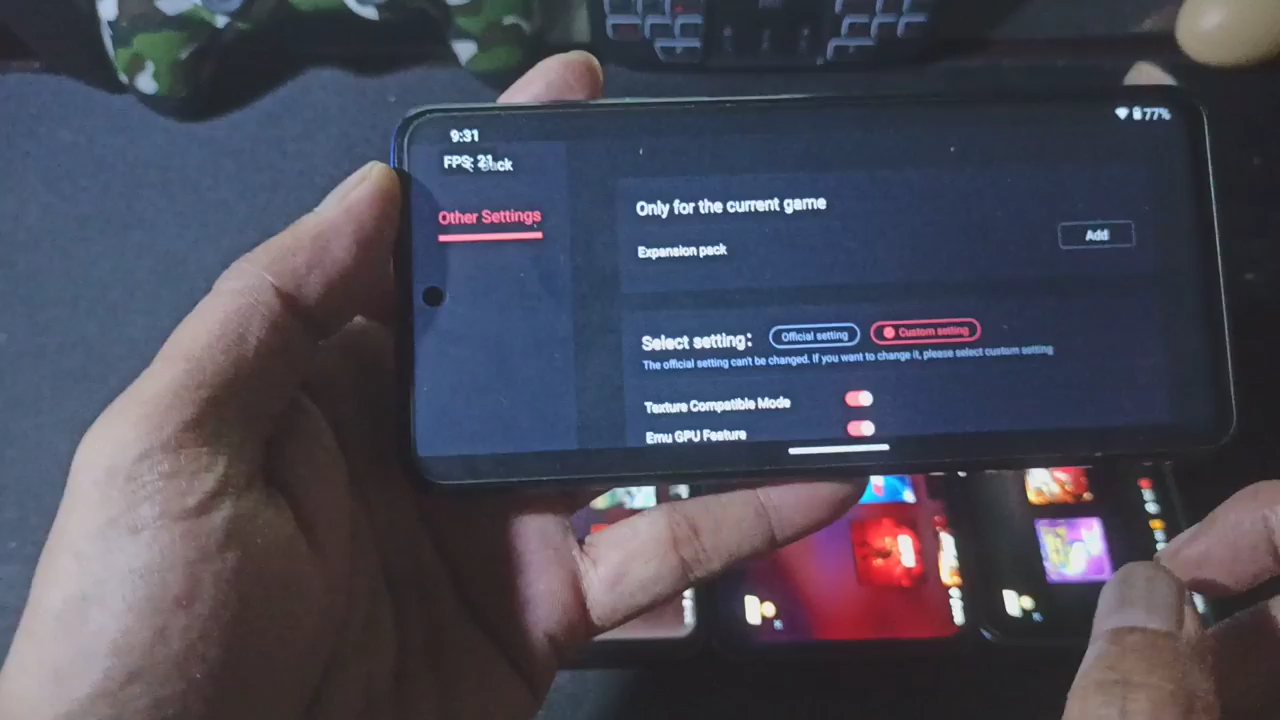 9:31
77%
FPS: 21
Other Settings
Only for the current game
Expansion pack
Add
Select setting:
Official setting
Custom setting
The official setting can't be changed. If you want to change it, please select custom setting
Texture Compatible Mode
Emu GPU Feature